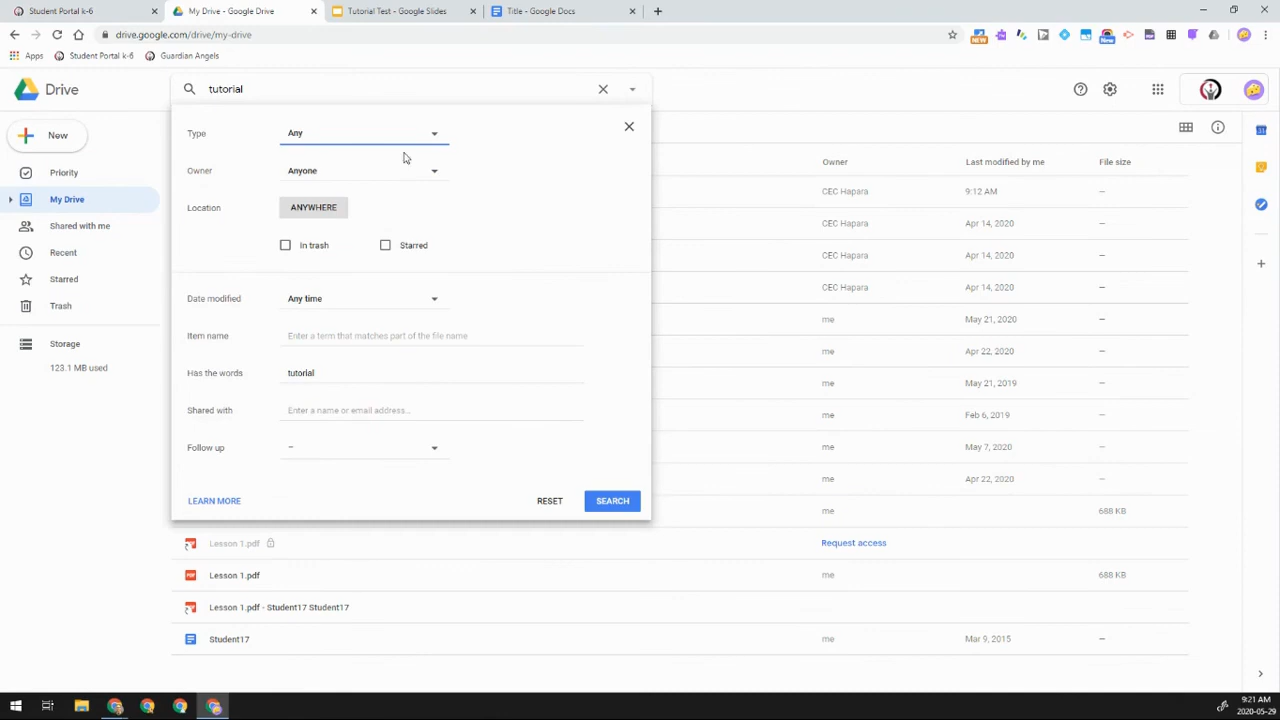 Student Portal k-6
My Drive - Google Drive
Tutorial Test - Google Slides
Title - Google Docs
drive.google.com/drive/my-drive
NEW
New
Apps
Student Portal k-6
Guardian Angels
Drive
tutorial
New
Priority
My Drive
Shared with me
Recent
Starred
Trash
Storage
123.1 MB used
Type
Any
Owner
Anyone
Location
ANYWHERE
In trash
Starred
Date modified
Any time
Item name
Enter a term that matches part of the file name
Has the words
tutorial
Shared with
Enter a name or email address...
Follow up
–
LEARN MORE
RESET
SEARCH
Owner
Last modified by me
File size
CEC Hapara
9:12 AM
–
CEC Hapara
Apr 14, 2020
–
CEC Hapara
Apr 14, 2020
–
CEC Hapara
Apr 14, 2020
–
me
May 21, 2020
–
me
Apr 22, 2020
–
me
May 21, 2019
–
me
Feb 6, 2019
–
me
May 7, 2020
–
me
Apr 22, 2020
–
me
688 KB
Lesson 1.pdf
Request access
Lesson 1.pdf
me
688 KB
Lesson 1.pdf - Student17 Student17
Student17
me
Mar 9, 2015
–
9:21 AM
2020-05-29